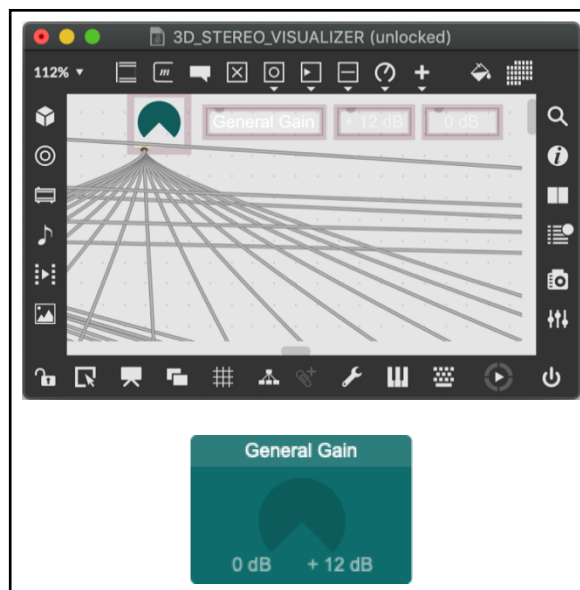 3D_STEREO_VISUALIZER (unlocked)
112% ▼
General Gain + 12 dB 0 dB
General Gain
0 dB + 12 dB